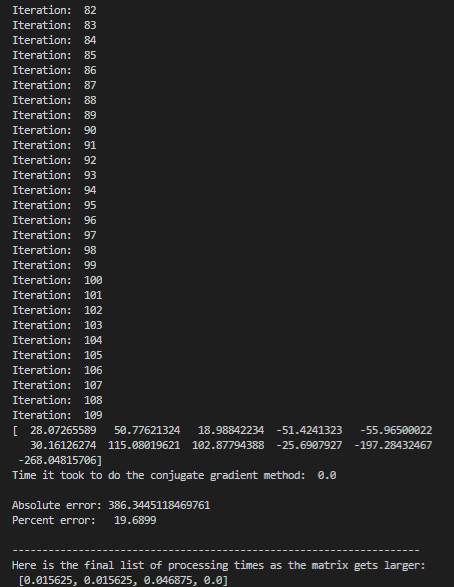 Iteration:  82
Iteration:  83
Iteration:  84
Iteration:  85
Iteration:  86
Iteration:  87
Iteration:  88
Iteration:  89
Iteration:  90
Iteration:  91
Iteration:  92
Iteration:  93
Iteration:  94
Iteration:  95
Iteration:  96
Iteration:  97
Iteration:  98
Iteration:  99
Iteration:  100
Iteration:  101
Iteration:  102
Iteration:  103
Iteration:  104
Iteration:  105
Iteration:  106
Iteration:  107
Iteration:  108
Iteration:  109
[  28.07265589   50.77621324   18.98842234  -51.4241323   -55.96500022
   30.16126274  115.08019621  102.87794388  -25.6907927  -197.28432467
 -268.04815706]
Time it took to do the conjugate gradient method:  0.0
Absolute error: 386.3445118469761
Percent error:   19.6899
--------------------------------------------------------------------
Here is the final list of processing times as the matrix gets larger:
 [0.015625, 0.015625, 0.046875, 0.0]